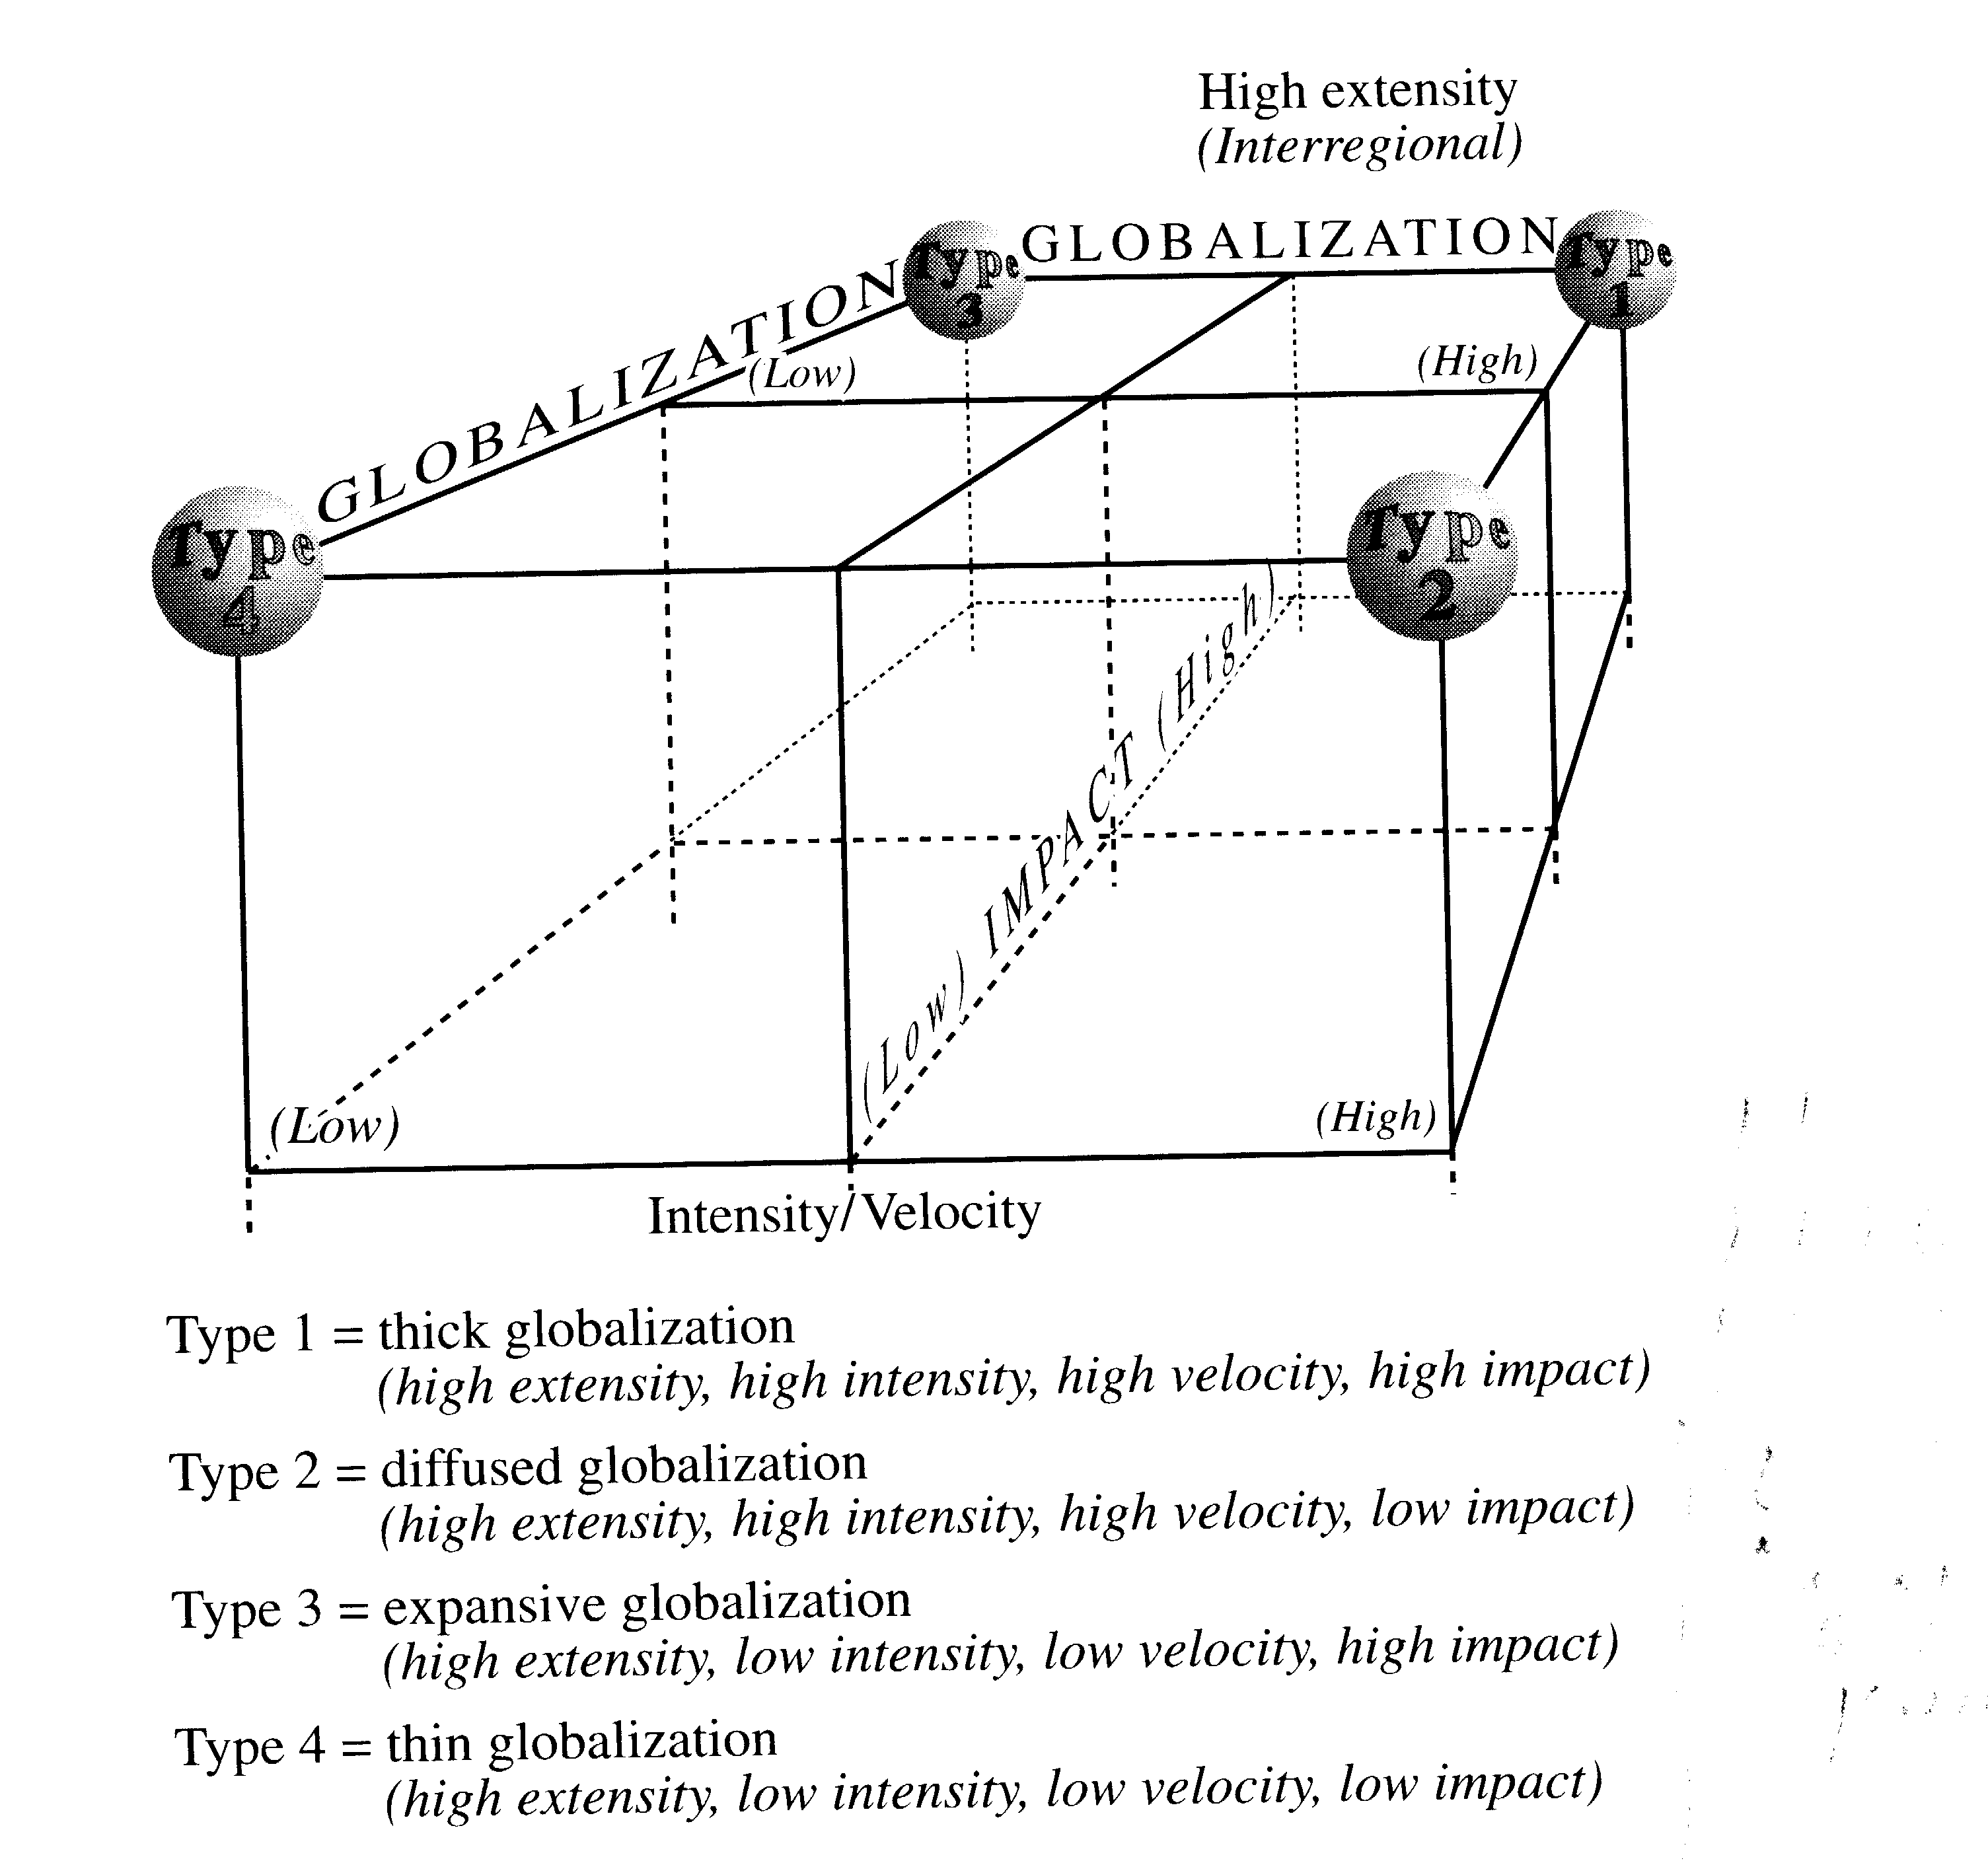 High extensity
(Interregional)
GLOBALIZATION
GLOBALIZATION
Type
3
Type
1
(Low)
(High)
Type
4
Type
2
(Low) IMPACT (High)
(Low)
(High)
Intensity/Velocity
Type 1 = thick globalization
(high extensity, high intensity, high velocity, high impact)
Type 2 = diffused globalization
(high extensity, high intensity, high velocity, low impact)
Type 3 = expansive globalization
(high extensity, low intensity, low velocity, high impact)
Type 4 = thin globalization
(high extensity, low intensity, low velocity, low impact)